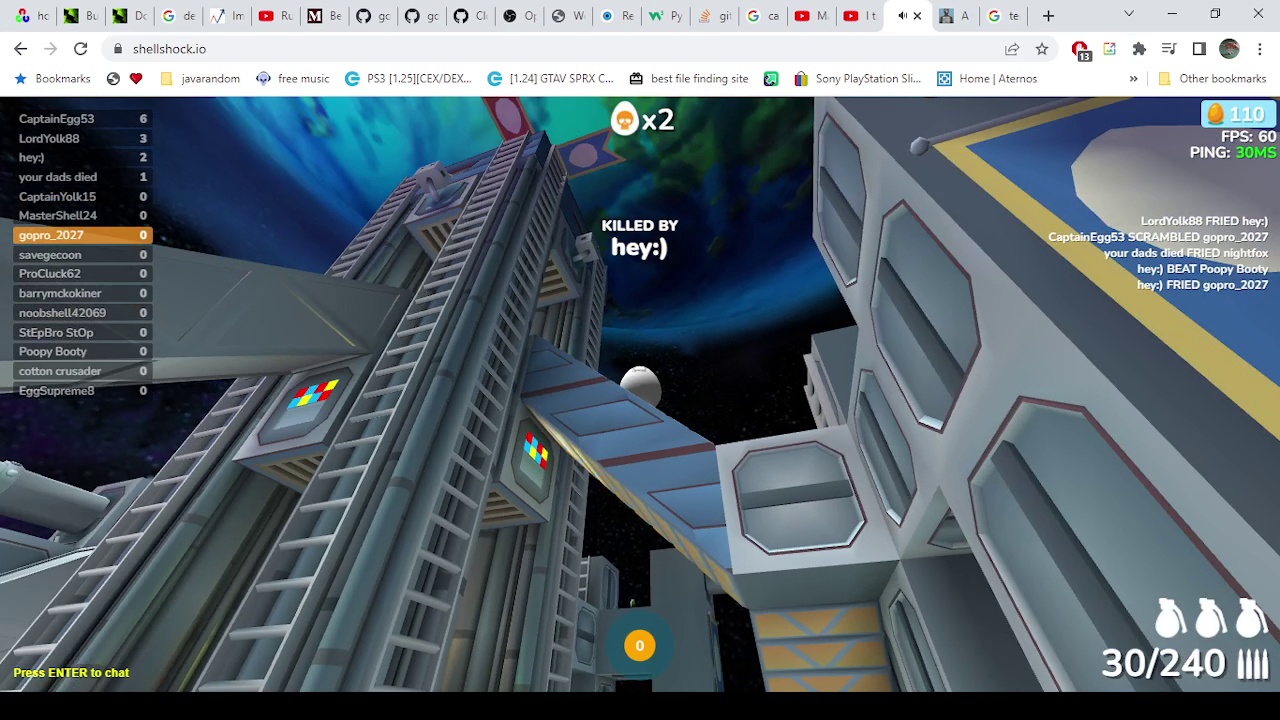 hc
Bu
Dc
de
Im
Ru
Be
gc
gc
Cl
Op
W
Re
Py
git
ca
M
I t
A
te
shellshock.io
13
Bookmarks
javarandom
free music
PS3 [1.25][CEX/DEX...
[1.24] GTAV SPRX C...
best file finding site
Sony PlayStation Sli...
Home | Aternos
»
Other bookmarks
CaptainEgg53 6
LordYolk88 3
hey:) 2
your dads died 1
CaptainYolk15 0
MasterShell24 0
gopro_2027 0
savegecoon 0
ProCluck62 0
barrymckokiner 0
noobshell42069 0
StEpBro StOp 0
Poopy Booty 0
cotton crusader 0
EggSupreme8 0
x2
KILLED BY
hey:)
110
FPS: 60
PING: 30MS
LordYolk88 FRIED hey:)
CaptainEgg53 SCRAMBLED gopro_2027
your dads died FRIED nightfox
hey:) BEAT Poopy Booty
hey:) FRIED gopro_2027
0
Press ENTER to chat
30/240